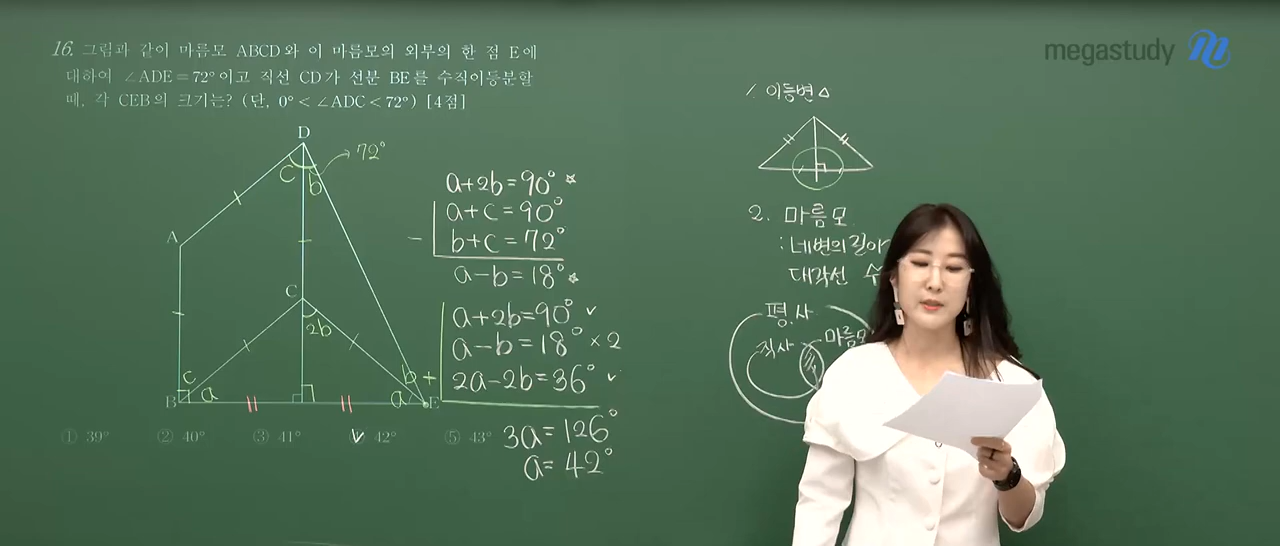 megastudy
16. 그림과 같이 마름모 ABCD와 이 마름모의 외부의 한 점 E에
대하여 ∠ADE=72°이고 직선 CD가 선분 BE를 수직이등분할
때, 각 CEB의 크기는? (단, 0°<∠ADC<72°) [4점]
D
72°
C b
A
C
2b
C
a
b
a
B
E
① 39° ② 40° ③ 41° 42° ⑤ 43°
a+2b=90°
a+c=90°
- b+c=72°
a-b=18°
a+2b=90°
a-b=18° ×2
+ 2a-2b=36°
3a=126°
a=42°
1. 이등변△
2. 마름모
: 네변의 길이
대각선 수
평.사
직사
마름모